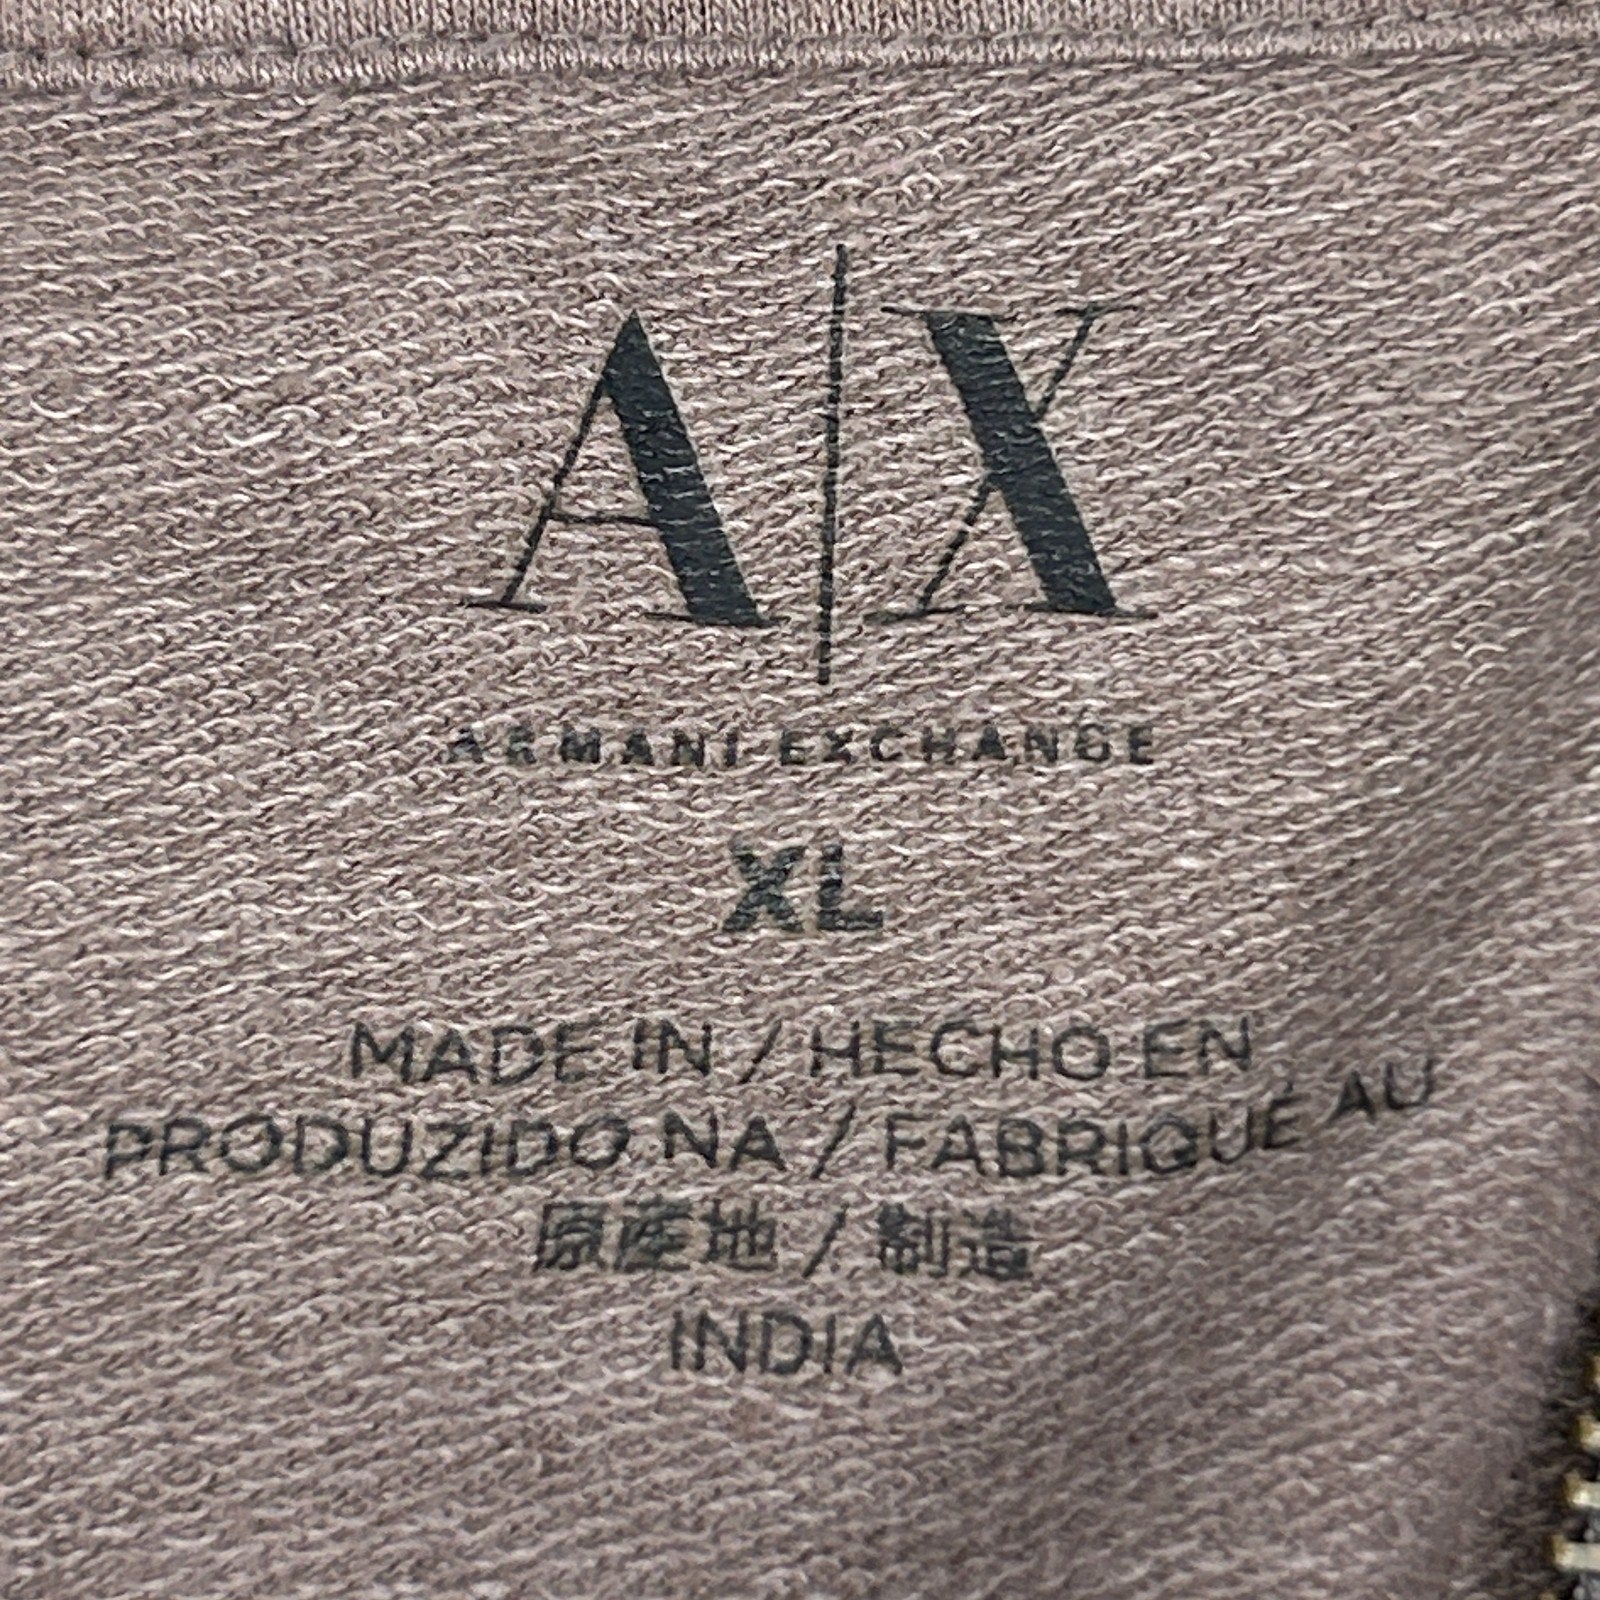 A|X
ARMANI EXCHANGE
XL
MADE IN / HECHO EN
PRODUZIDO NA / FABRIQUÉ AU
原産地 / 制造
INDIA